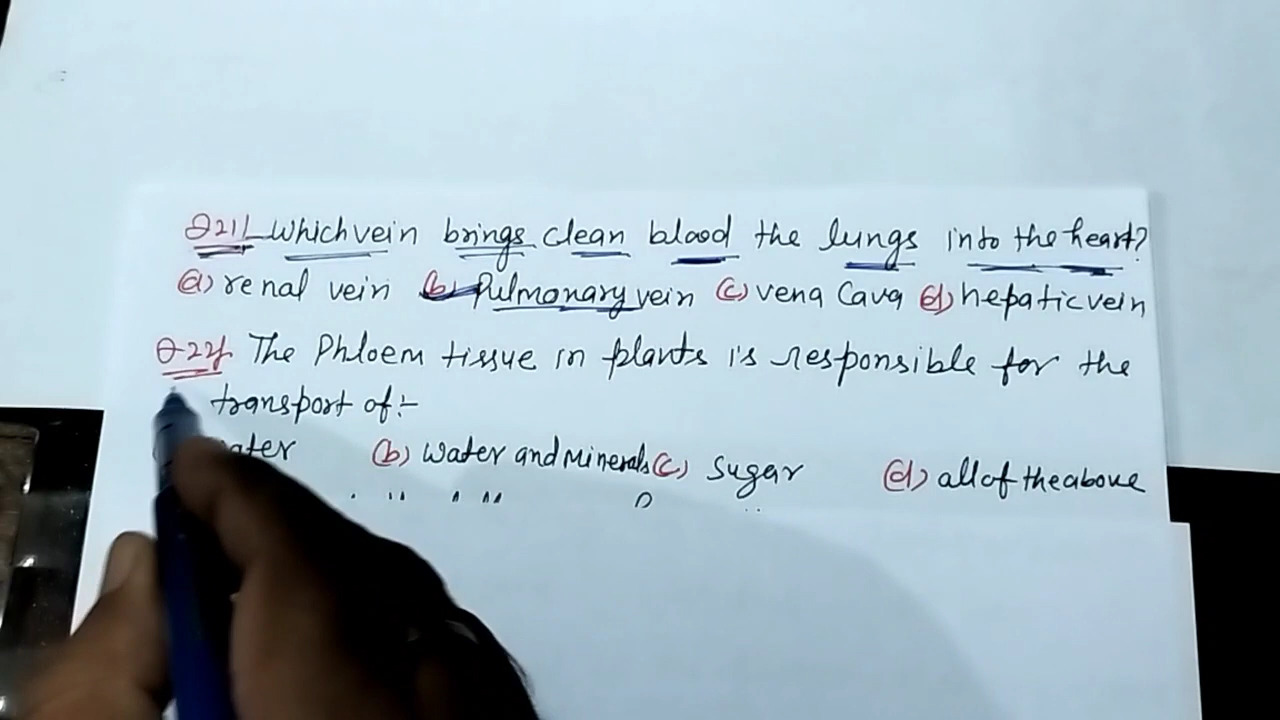 Q21) which vein brings clean blood the lungs into the heart?
(a) renal vein (b) Pulmonary vein (c) vena Cava (d) hepatic vein
Q22) The Phloem tissue in plants is responsible for the
transport of:-
(b) water and minerals (c) sugar (d) all of the above